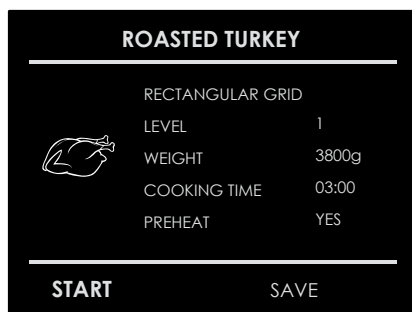 ROASTED TURKEY
RECTANGULAR GRID
LEVEL 1
WEIGHT 3800g
COOKING TIME 03:00
PREHEAT YES
START SAVE